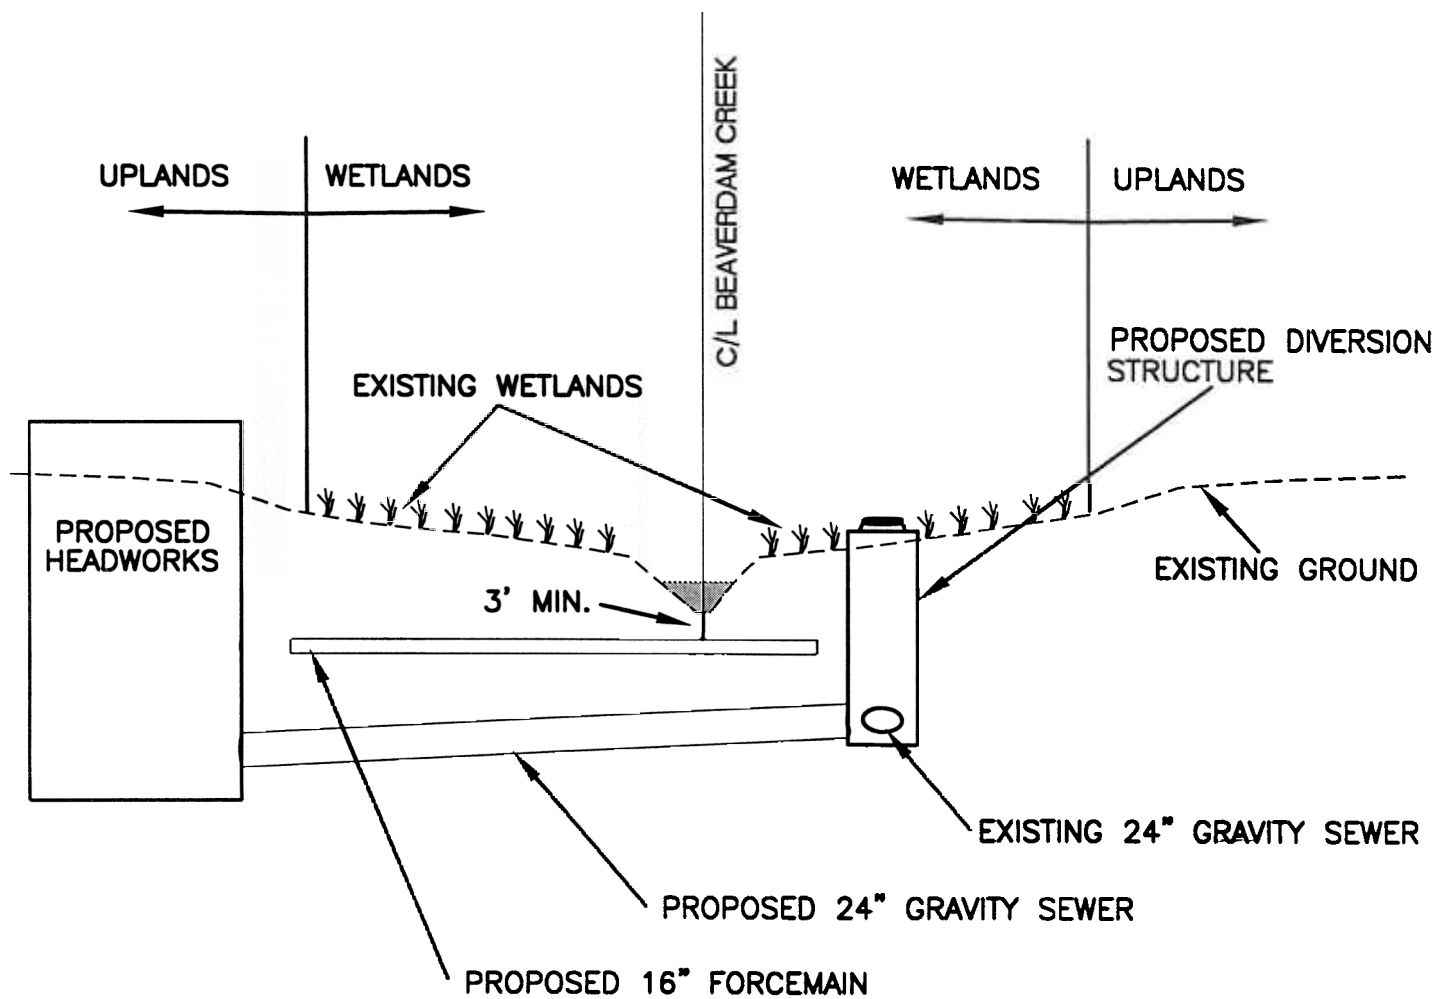 C/L BEAVERDAM CREEK
UPLANDS
WETLANDS
WETLANDS
UPLANDS
PROPOSED DIVERSION
STRUCTURE
EXISTING WETLANDS
PROPOSED
HEADWORKS
EXISTING GROUND
3' MIN.
EXISTING 24" GRAVITY SEWER
PROPOSED 24" GRAVITY SEWER
PROPOSED 16" FORCEMAIN